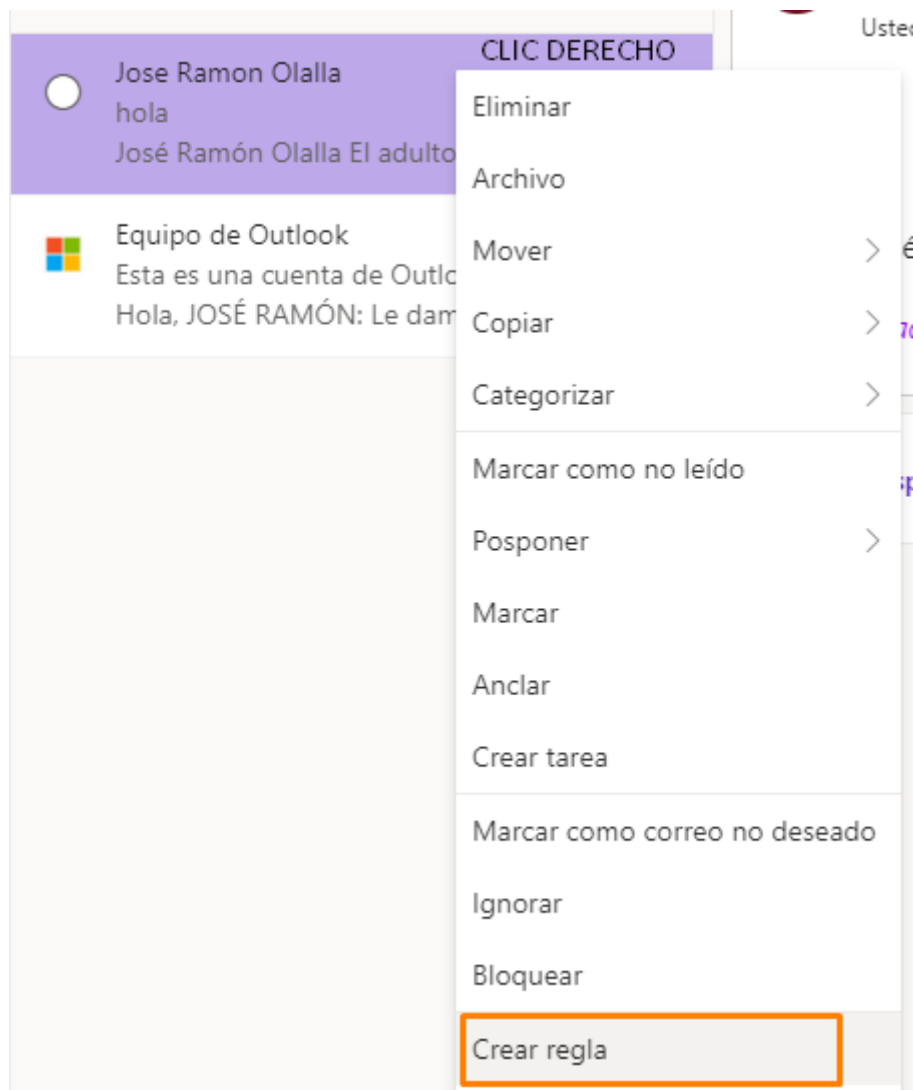 Usted
CLIC DERECHO
Jose Ramon Olalla
hola
José Ramón Olalla El adulto
Equipo de Outlook
Esta es una cuenta de Outlo
Hola, JOSÉ RAMÓN: Le dam
Eliminar
Archivo
Mover
Copiar
Categorizar
Marcar como no leído
Posponer
Marcar
Anclar
Crear tarea
Marcar como correo no deseado
Ignorar
Bloquear
Crear regla